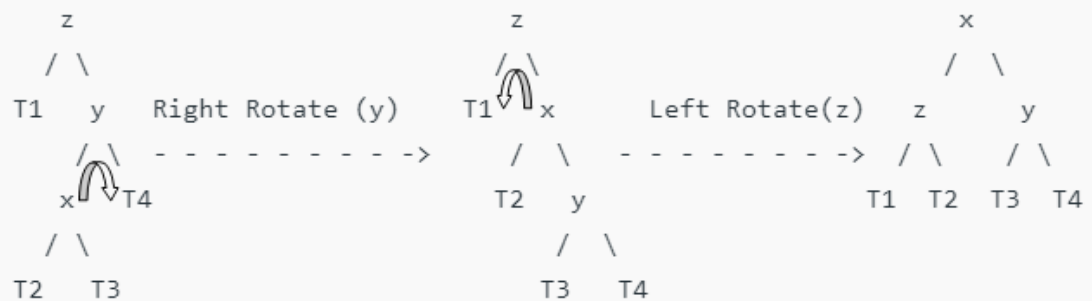 z z x
/ \ / \ / \
T1 y Right Rotate (y) T1 x Left Rotate(z) z y
/ \ - - - - - - - - -> / \ - - - - - - - -> / \ / \
x T4 T2 y T1 T2 T3 T4
/ \ / \
T2 T3 T3 T4